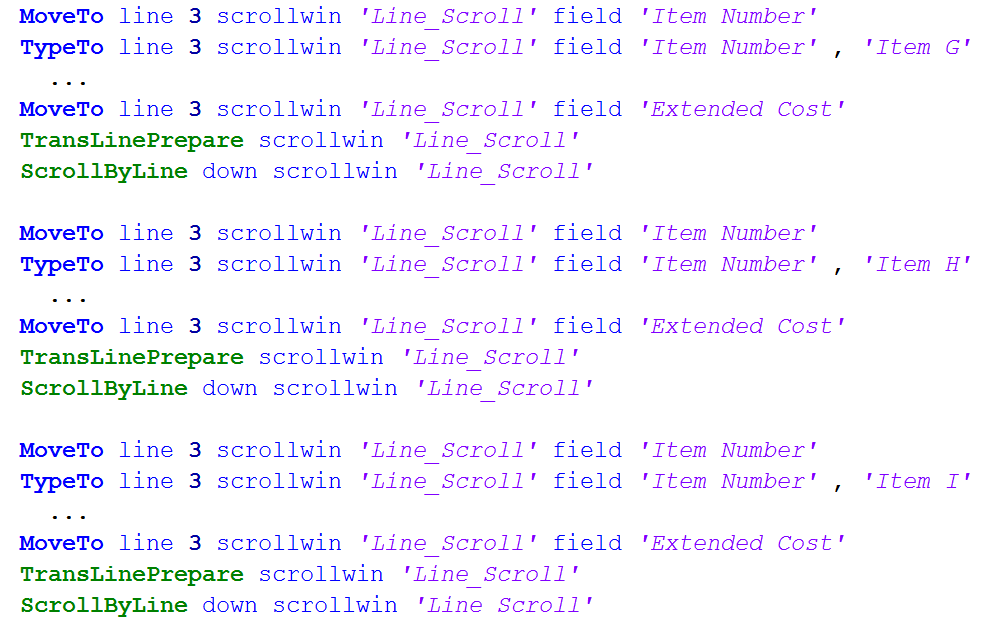 MoveTo line 3 scrollwin 'Line_Scroll' field 'Item Number'
TypeTo line 3 scrollwin 'Line_Scroll' field 'Item Number' , 'Item G'
...
MoveTo line 3 scrollwin 'Line_Scroll' field 'Extended Cost'
TransLinePrepare scrollwin 'Line_Scroll'
ScrollByLine down scrollwin 'Line_Scroll'
MoveTo line 3 scrollwin 'Line_Scroll' field 'Item Number'
TypeTo line 3 scrollwin 'Line_Scroll' field 'Item Number' , 'Item H'
...
MoveTo line 3 scrollwin 'Line_Scroll' field 'Extended Cost'
TransLinePrepare scrollwin 'Line_Scroll'
ScrollByLine down scrollwin 'Line_Scroll'
MoveTo line 3 scrollwin 'Line_Scroll' field 'Item Number'
TypeTo line 3 scrollwin 'Line_Scroll' field 'Item Number' , 'Item I'
...
MoveTo line 3 scrollwin 'Line_Scroll' field 'Extended Cost'
TransLinePrepare scrollwin 'Line_Scroll'
ScrollByLine down scrollwin 'Line Scroll'